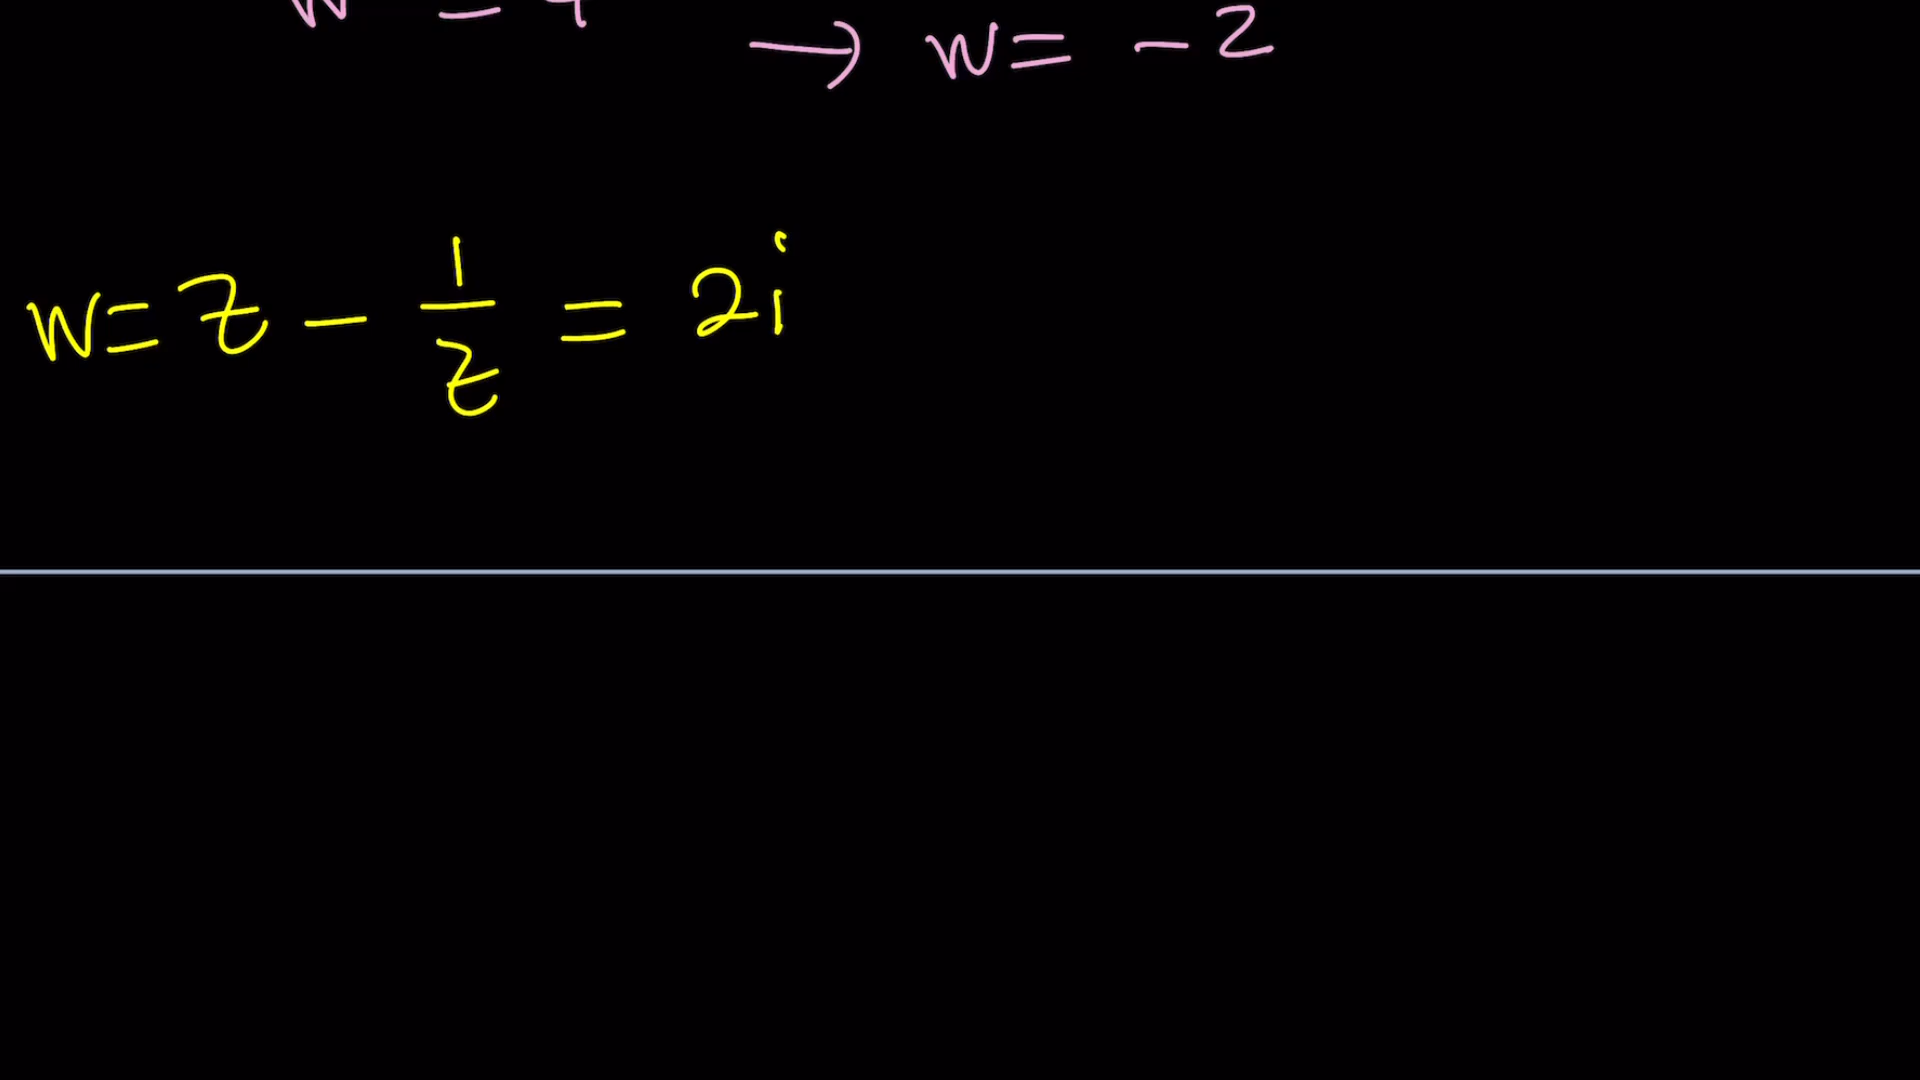 → w = -2
w = z - 1/z = 2i